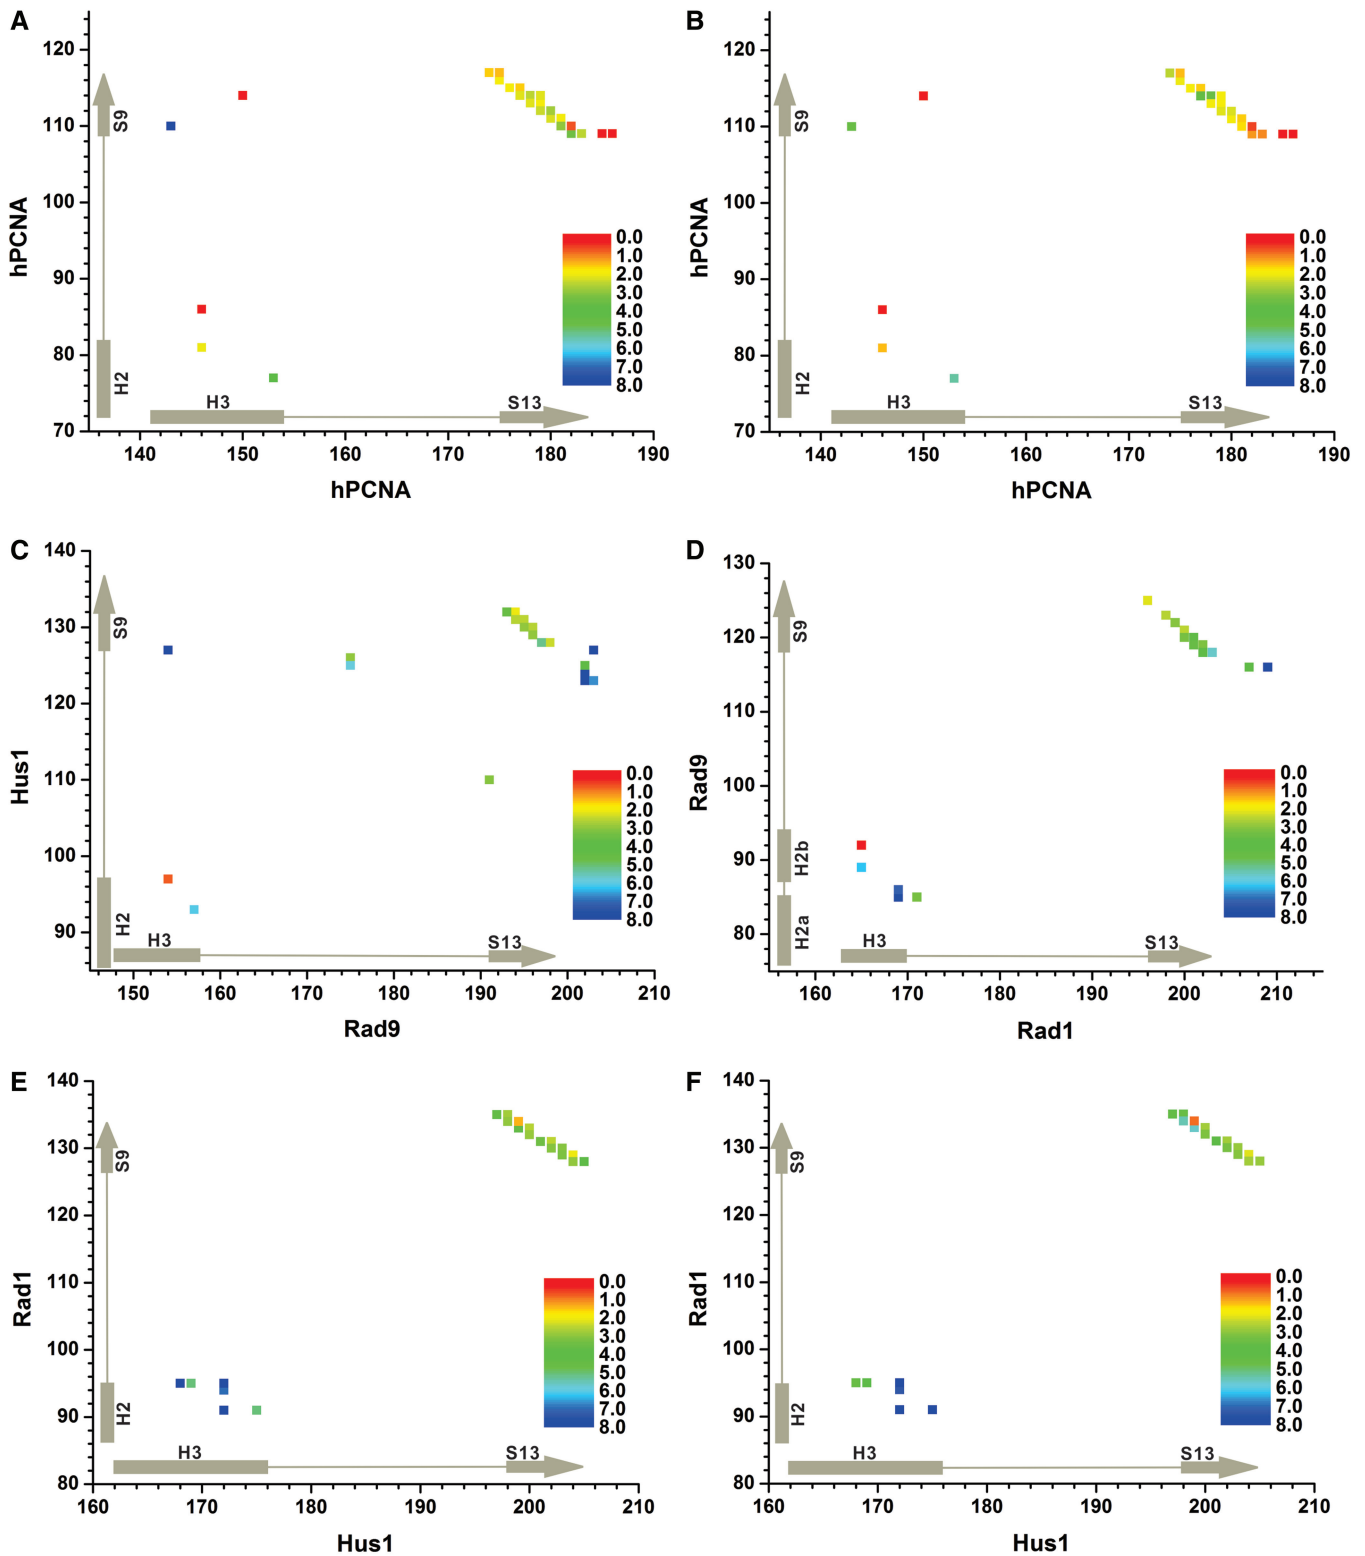 A
120
110
100
90
80
70
hPCNA
S9
H2
H3
S13
0.0
1.0
2.0
3.0
4.0
5.0
6.0
7.0
8.0
140 150 160 170 180 190
hPCNA
B
120
110
100
90
80
70
hPCNA
S9
H2
H3
S13
0.0
1.0
2.0
3.0
4.0
5.0
6.0
7.0
8.0
140 150 160 170 180 190
hPCNA
C
140
130
120
110
100
90
Hus1
S9
H2
H3
S13
0.0
1.0
2.0
3.0
4.0
5.0
6.0
7.0
8.0
150 160 170 180 190 200 210
Rad9
D
130
120
110
100
90
80
Rad9
S9
H2b
H2a
H3
S13
0.0
1.0
2.0
3.0
4.0
5.0
6.0
7.0
8.0
160 170 180 190 200 210
Rad1
E
140
130
120
110
100
90
80
Rad1
S9
H2
H3
S13
0.0
1.0
2.0
3.0
4.0
5.0
6.0
7.0
8.0
160 170 180 190 200 210
Hus1
F
140
130
120
110
100
90
80
Rad1
S9
H2
H3
S13
0.0
1.0
2.0
3.0
4.0
5.0
6.0
7.0
8.0
160 170 180 190 200 210
Hus1